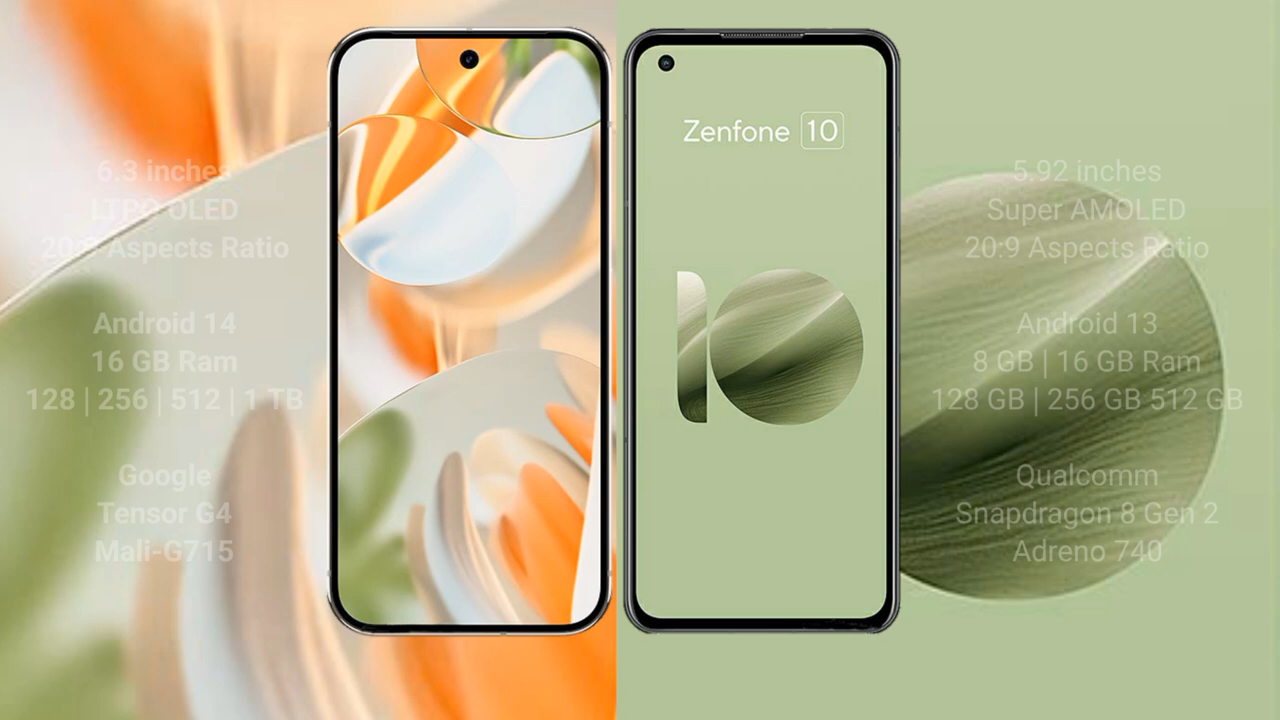 6.3 inches
LTPO OLED
20:9 Aspects Ratio
Android 14
16 GB Ram
128 | 256 | 512 | 1 TB
Google
Tensor G4
Mali-G715
Zenfone 10
10
5.92 inches
Super AMOLED
20:9 Aspects Ratio
Android 13
8 GB | 16 GB Ram
128 GB | 256 GB 512 GB
Qualcomm
Snapdragon 8 Gen 2
Adreno 740